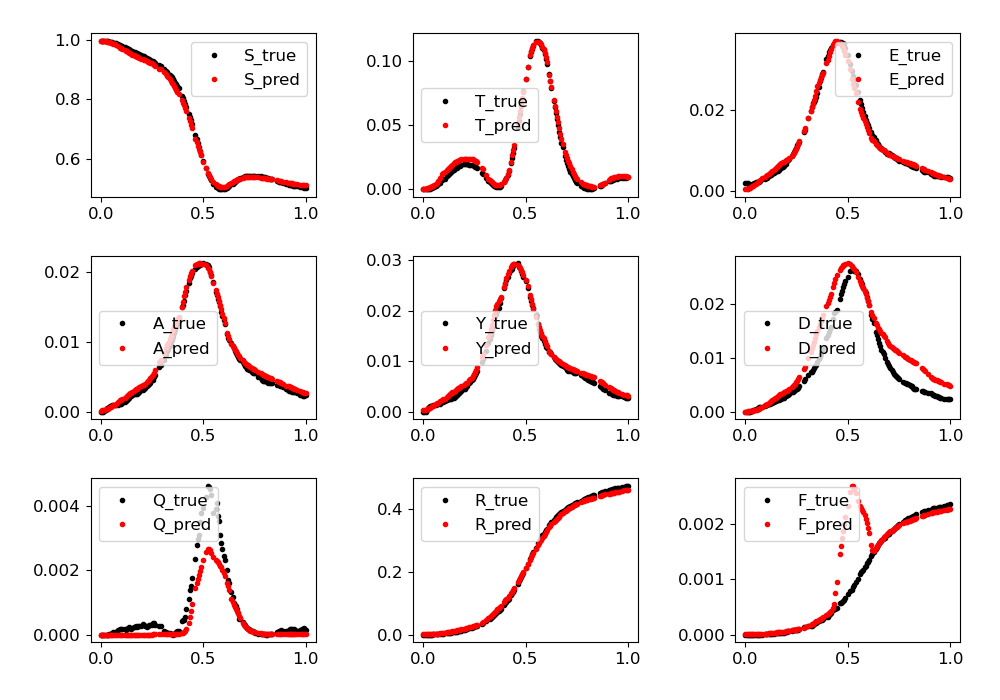 1.0
0.8
0.6
S_true
S_pred
0.0 0.5 1.0
0.10
0.05
0.00
T_true
T_pred
0.0 0.5 1.0
0.02
0.00
E_true
E_pred
0.0 0.5 1.0
0.02
0.01
0.00
A_true
A_pred
0.0 0.5 1.0
0.03
0.02
0.01
0.00
Y_true
Y_pred
0.0 0.5 1.0
0.02
0.01
0.00
D_true
D_pred
0.0 0.5 1.0
0.004
0.002
0.000
Q_true
Q_pred
0.0 0.5 1.0
0.4
0.2
0.0
R_true
R_pred
0.0 0.5 1.0
0.002
0.001
0.000
F_true
F_pred
0.0 0.5 1.0